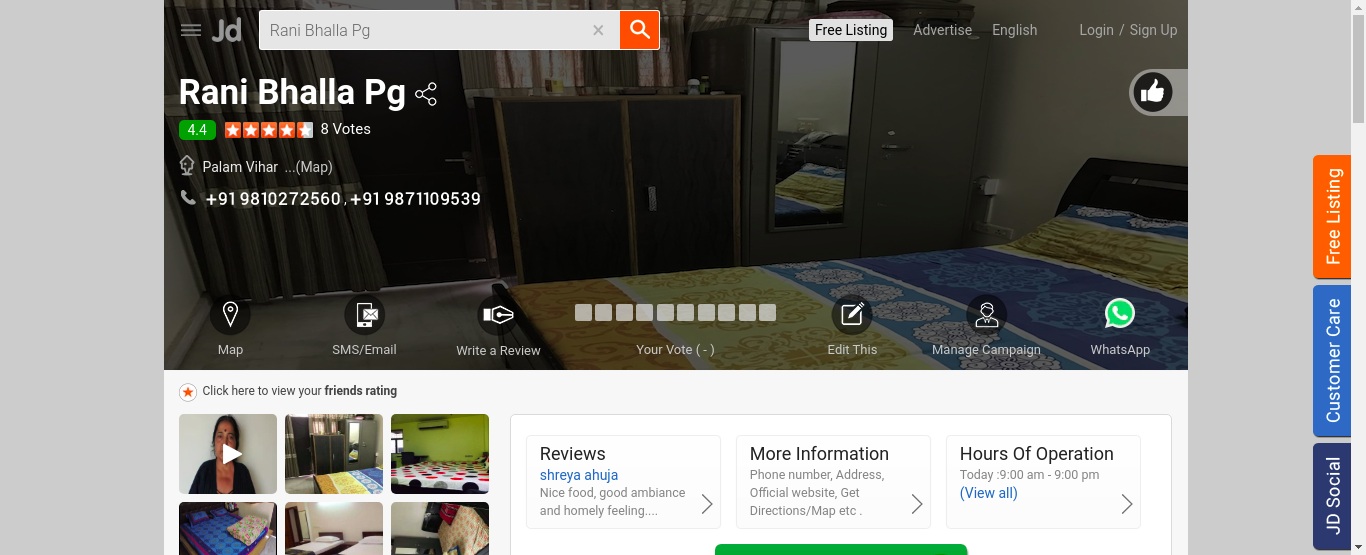 Jd
Rani Bhalla Pg
Free Listing
Advertise
English
Login / Sign Up
Rani Bhalla Pg
4.4
8 Votes
Palam Vihar ...(Map)
+91 9810272560 , +91 9871109539
Map
SMS/Email
Write a Review
Your Vote ( - )
Edit This
Manage Campaign
WhatsApp
Click here to view your friends rating
Reviews
shreya ahuja
Nice food, good ambiance
and homely feeling....
More Information
Phone number, Address,
Official website, Get
Directions/Map etc .
Hours Of Operation
Today :9:00 am - 9:00 pm
(View all)
Free Listing
Customer Care
JD Social